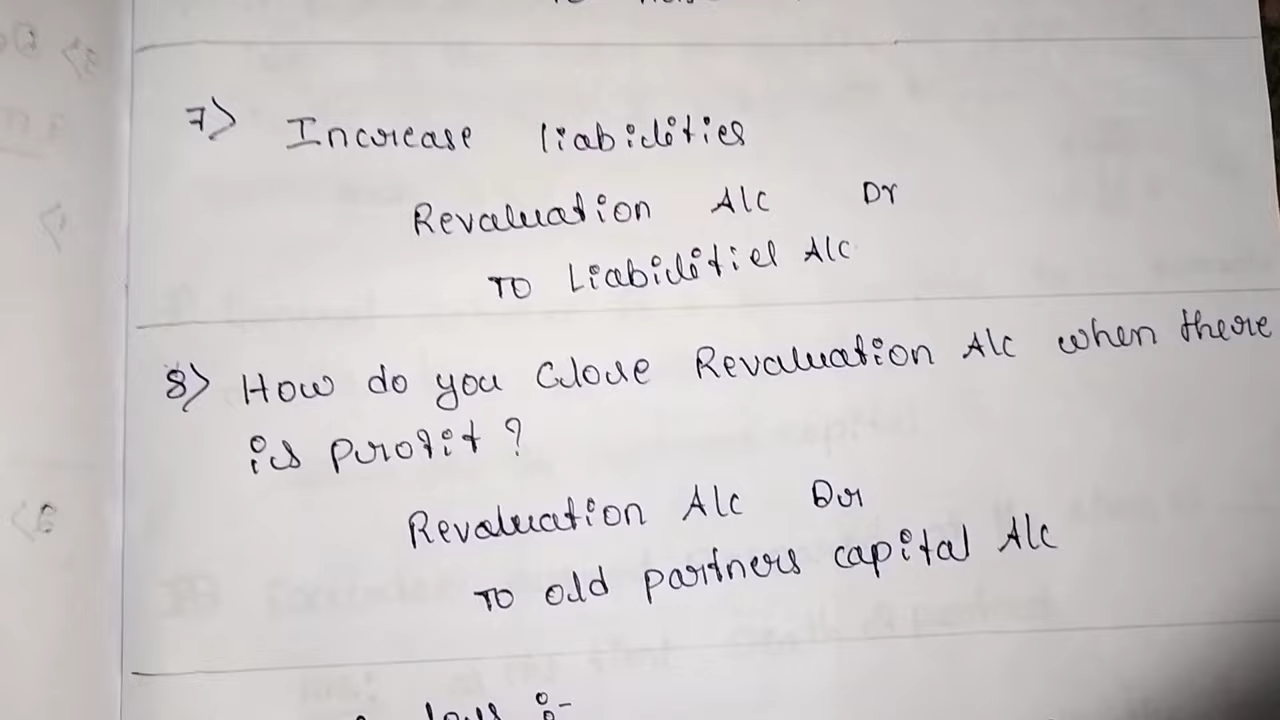 7) Increase liabilities
Revaluation A/c Dr
To Liabilities A/c
8) How do you close Revaluation A/c when there
is profit ?
Revaluation A/c Dr
To old partners capital A/c